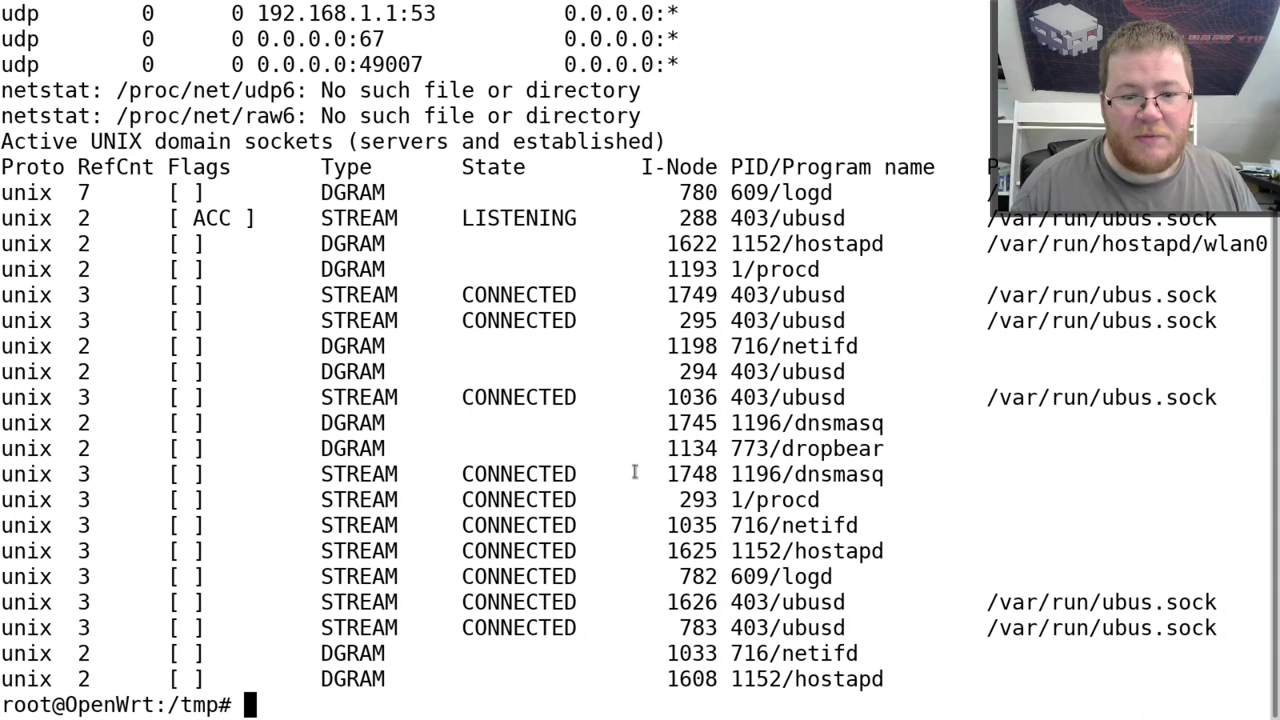 udp 0 0 192.168.1.1:53 0.0.0.0:*
udp 0 0 0.0.0.0:67 0.0.0.0:*
udp 0 0 0.0.0.0:49007 0.0.0.0:*
netstat: /proc/net/udp6: No such file or directory
netstat: /proc/net/raw6: No such file or directory
Active UNIX domain sockets (servers and established)
Proto RefCnt Flags Type State I-Node PID/Program name
unix 7 [ ] DGRAM 780 609/logd
unix 2 [ ACC ] STREAM LISTENING 288 403/ubusd /var/run/ubus.sock
unix 2 [ ] DGRAM 1622 1152/hostapd /var/run/hostapd/wlan0
unix 2 [ ] DGRAM 1193 1/procd
unix 3 [ ] STREAM CONNECTED 1749 403/ubusd /var/run/ubus.sock
unix 3 [ ] STREAM CONNECTED 295 403/ubusd /var/run/ubus.sock
unix 2 [ ] DGRAM 1198 716/netifd
unix 2 [ ] DGRAM 294 403/ubusd
unix 3 [ ] STREAM CONNECTED 1036 403/ubusd /var/run/ubus.sock
unix 2 [ ] DGRAM 1745 1196/dnsmasq
unix 2 [ ] DGRAM 1134 773/dropbear
unix 3 [ ] STREAM CONNECTED 1748 1196/dnsmasq
unix 3 [ ] STREAM CONNECTED 293 1/procd
unix 3 [ ] STREAM CONNECTED 1035 716/netifd
unix 3 [ ] STREAM CONNECTED 1625 1152/hostapd
unix 3 [ ] STREAM CONNECTED 782 609/logd
unix 3 [ ] STREAM CONNECTED 1626 403/ubusd /var/run/ubus.sock
unix 3 [ ] STREAM CONNECTED 783 403/ubusd /var/run/ubus.sock
unix 2 [ ] DGRAM 1033 716/netifd
unix 2 [ ] DGRAM 1608 1152/hostapd
root@OpenWrt:/tmp#